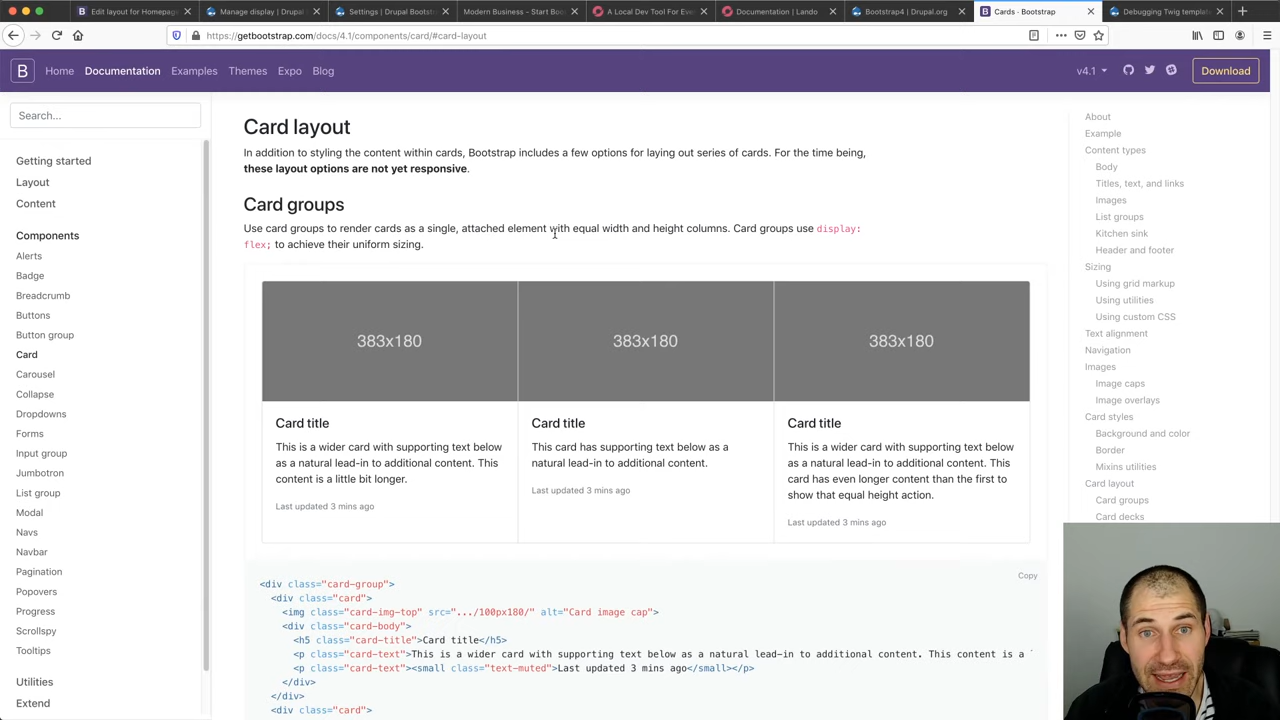 Edit layout for Homepag
Manage display | Drupal
Settings | Drupal Bootst
Modern Business - Start Boo
A Local Dev Tool For Eve
Documentation | Lando
Bootstrap4 | Drupal.org
Cards · Bootstrap
Debugging Twig templat
https://getbootstrap.com/docs/4.1/components/card/#card-layout
B
Home
Documentation
Examples
Themes
Expo
Blog
v4.1
Download
Search...
Getting started
Layout
Content
Components
Alerts
Badge
Breadcrumb
Buttons
Button group
Card
Carousel
Collapse
Dropdowns
Forms
Input group
Jumbotron
List group
Modal
Navs
Navbar
Pagination
Popovers
Progress
Scrollspy
Tooltips
Utilities
Extend
Card layout
In addition to styling the content within cards, Bootstrap includes a few options for laying out series of cards. For the time being,
these layout options are not yet responsive.
Card groups
Use card groups to render cards as a single, attached element with equal width and height columns. Card groups use display:
flex; to achieve their uniform sizing.
383x180
383x180
383x180
Card title
This is a wider card with supporting text below
as a natural lead-in to additional content. This
content is a little bit longer.
Last updated 3 mins ago
Card title
This card has supporting text below as a
natural lead-in to additional content.
Last updated 3 mins ago
Card title
This is a wider card with supporting text below
as a natural lead-in to additional content. This
card has even longer content than the first to
show that equal height action.
Last updated 3 mins ago
Copy
<div class="card-group">
<div class="card">
<img class="card-img-top" src=".../100px180/" alt="Card image cap">
<div class="card-body">
<h5 class="card-title">Card title</h5>
<p class="card-text">This is a wider card with supporting text below as a natural lead-in to additional content. This content is a
<p class="card-text"><small class="text-muted">Last updated 3 mins ago</small></p>
</div>
</div>
<div class="card">
About
Example
Content types
Body
Titles, text, and links
Images
List groups
Kitchen sink
Header and footer
Sizing
Using grid markup
Using utilities
Using custom CSS
Text alignment
Navigation
Images
Image caps
Image overlays
Card styles
Background and color
Border
Mixins utilities
Card layout
Card groups
Card decks